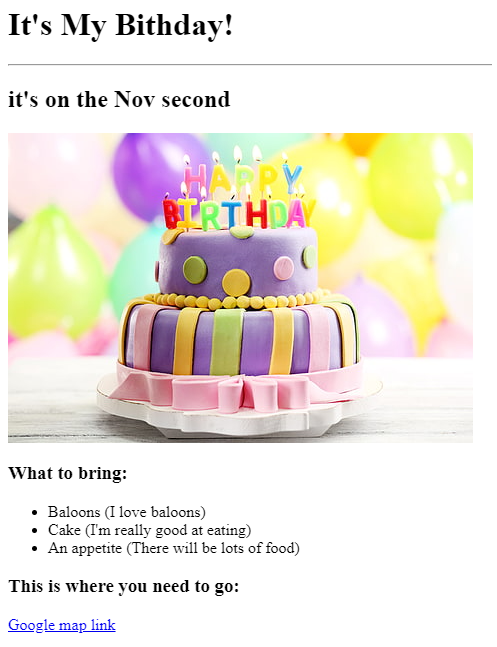 It's My Bithday!
it's on the Nov second
HAPPY
BIRTHDAY
What to bring:
Baloons (I love baloons)
Cake (I'm really good at eating)
An appetite (There will be lots of food)
This is where you need to go:
Google map link